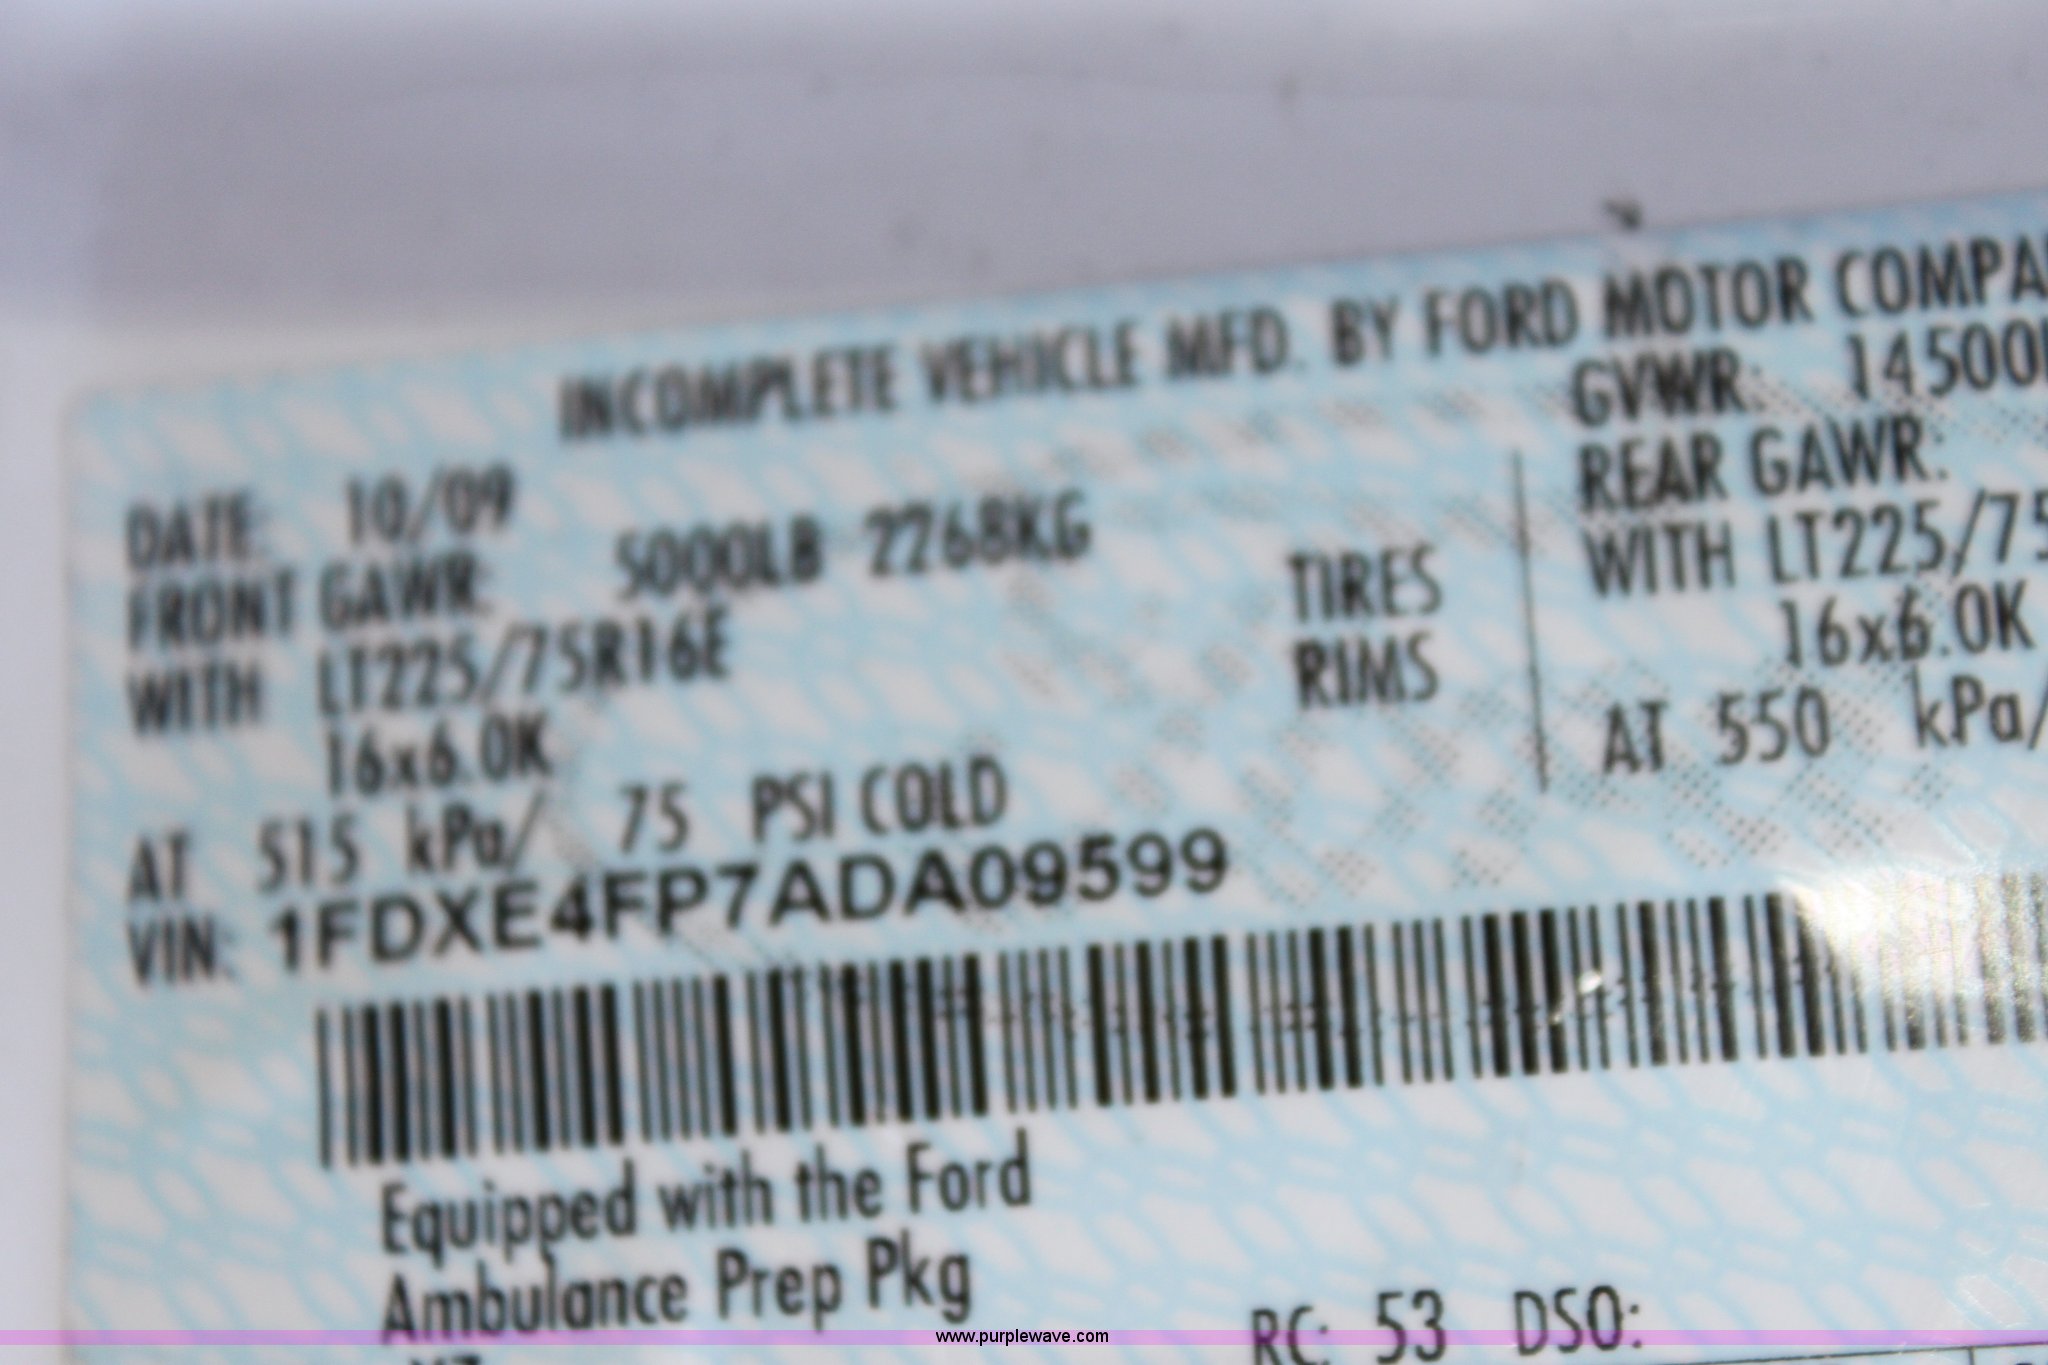 INCOMPLETE VEHICLE MFD. BY FORD MOTOR
GVWR: 14500
DATE: 10/09
FRONT GAWR: 5000LB 2268KG
WITH LT225/75R16E
16x6.0K
AT 515 kPa/ 75 PSI COLD
TIRES
RIMS
REAR GAWR:
WITH LT225/75
16x6.0K
AT 550 kPa/
VIN: 1FDXE4FP7ADA09599
Equipped with the Ford
Ambulance Prep Pkg
RC: 53 DSO:
www.purplewave.com